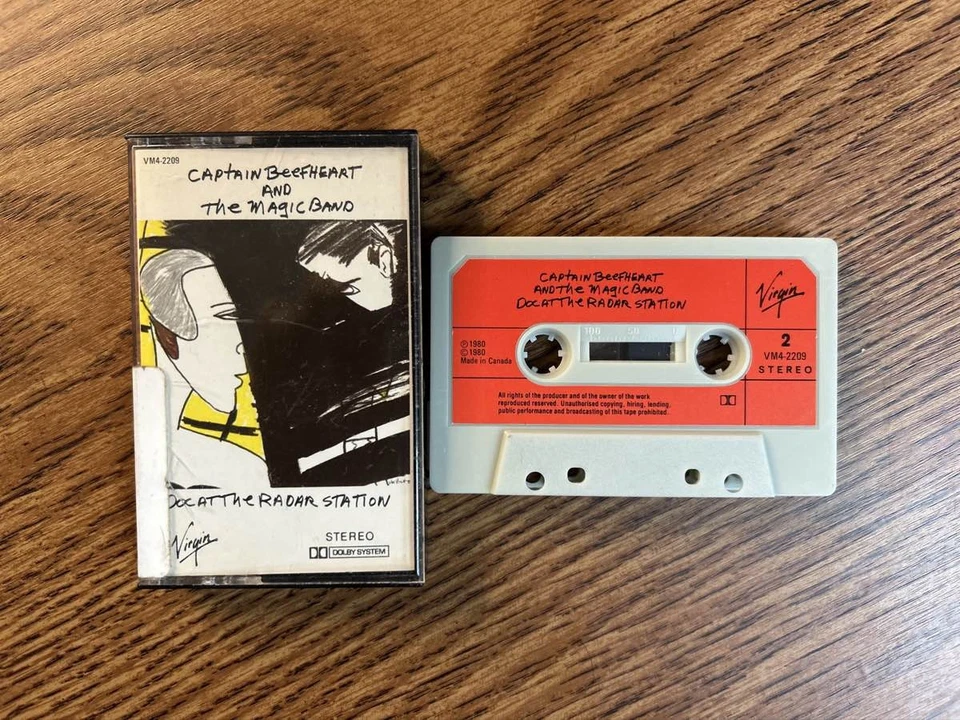 VM4-2209
CAPtAIN BeeFHEART
AND
The MAGIC BAND
DOC AT The RADAR STATION
Virgin
STEREO
DOLBY SYSTEM
CAPtAIN BeeFHEART
AND The MAGIC BAND
DOC AT The RADAR STATION
Virgin
℗ 1980
© 1980
Made in Canada
100 50 0
2
VM4-2209
STEREO
All rights of the producer and of the owner of the work
reproduced reserved. Unauthorised copying, hiring, lending,
public performance and broadcasting of this tape prohibited.